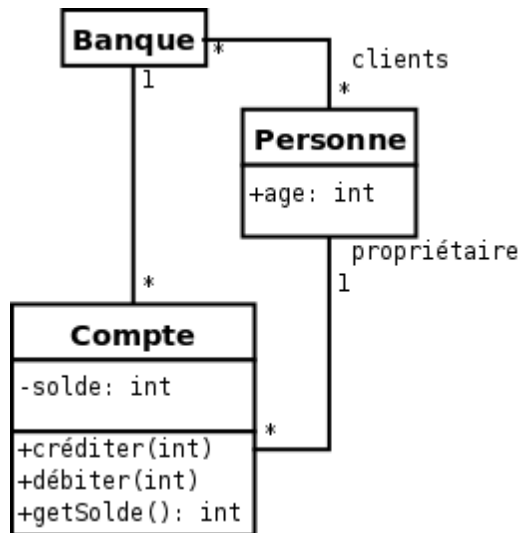 Banque
*
1
clients
*
Personne
+age: int
propriétaire
1
*
Compte
-solde: int
*
+créditer(int)
+débiter(int)
+getSolde(): int